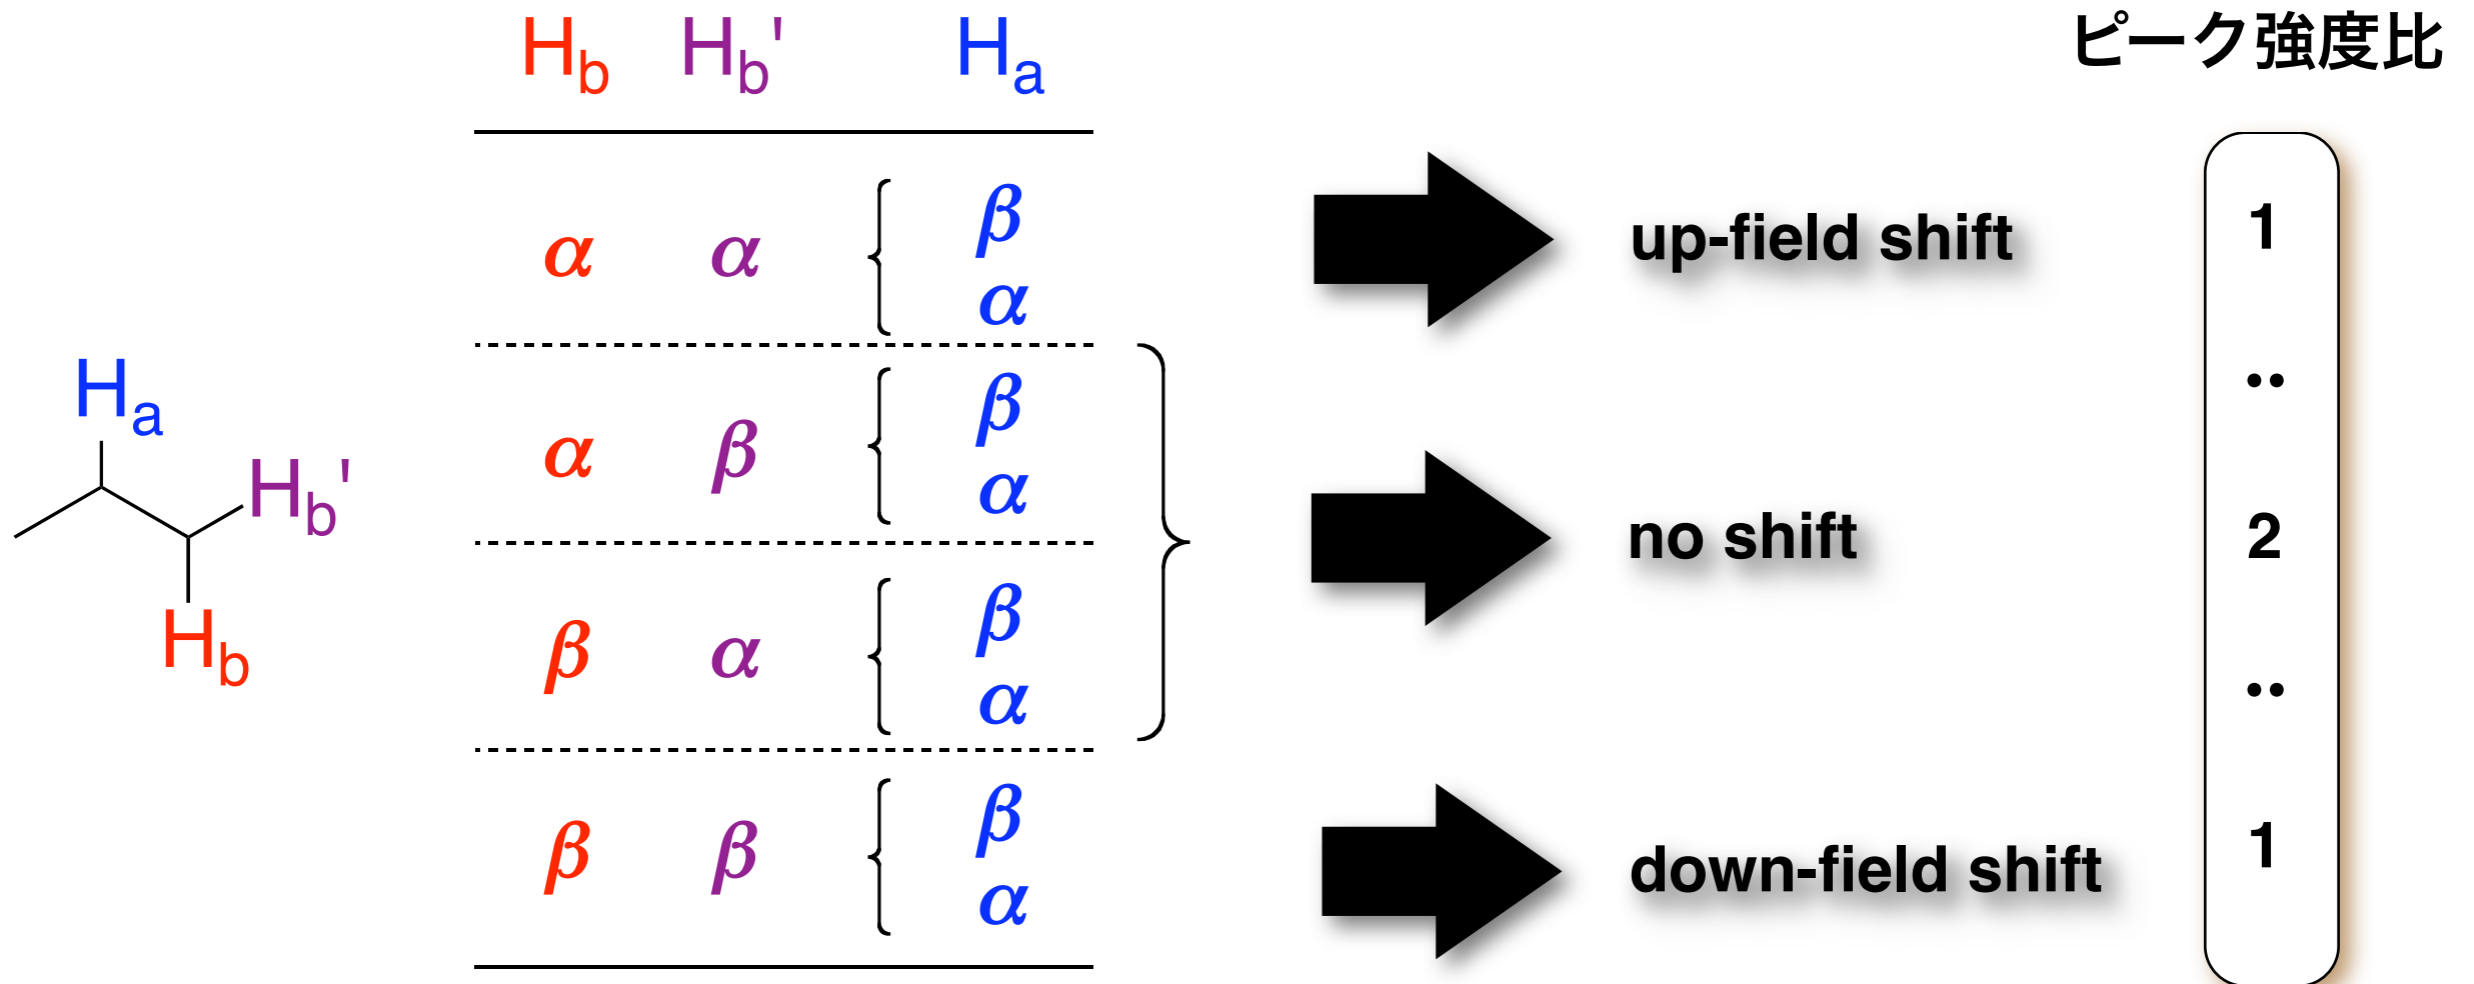 Hb Hb' Ha ピーク強度比
β
α α up-field shift 1
α
:
β
α β
α
Ha
Hb'
no shift 2
β
β α
Hb
α
:
β
β β down-field shift 1
α